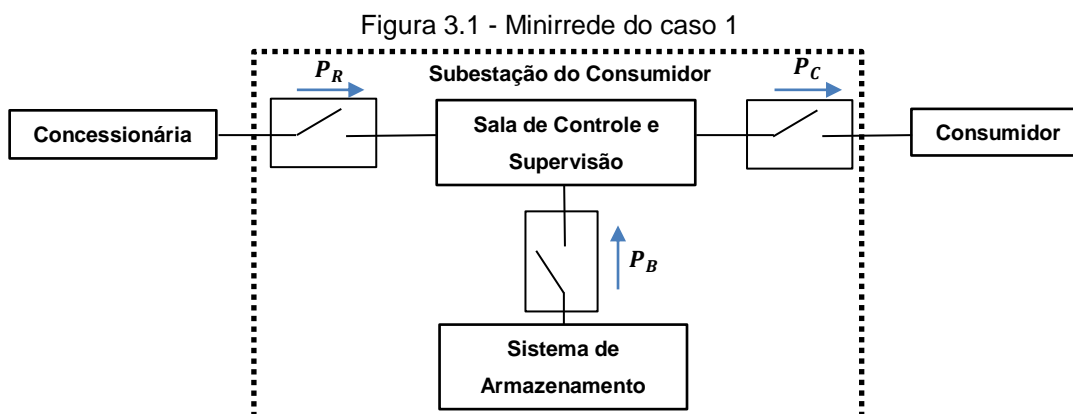 Figura 3.1 - Minirrede do caso 1
Subestação do Consumidor
P_R
P_C
Concessionária
Sala de Controle e
Supervisão
Consumidor
P_B
Sistema de
Armazenamento